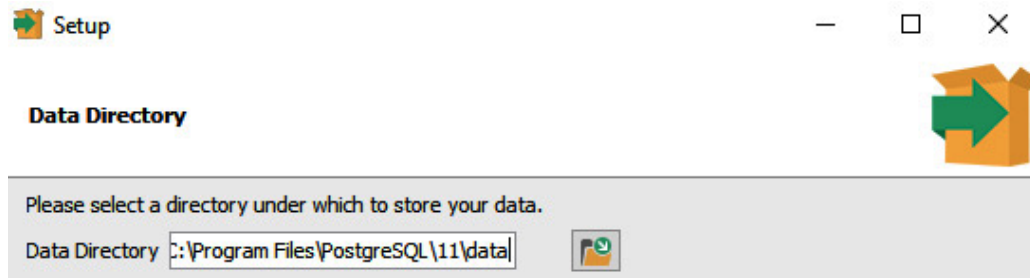 Setup
Data Directory
Please select a directory under which to store your data.
Data Directory C:\Program Files\PostgreSQL\11\data